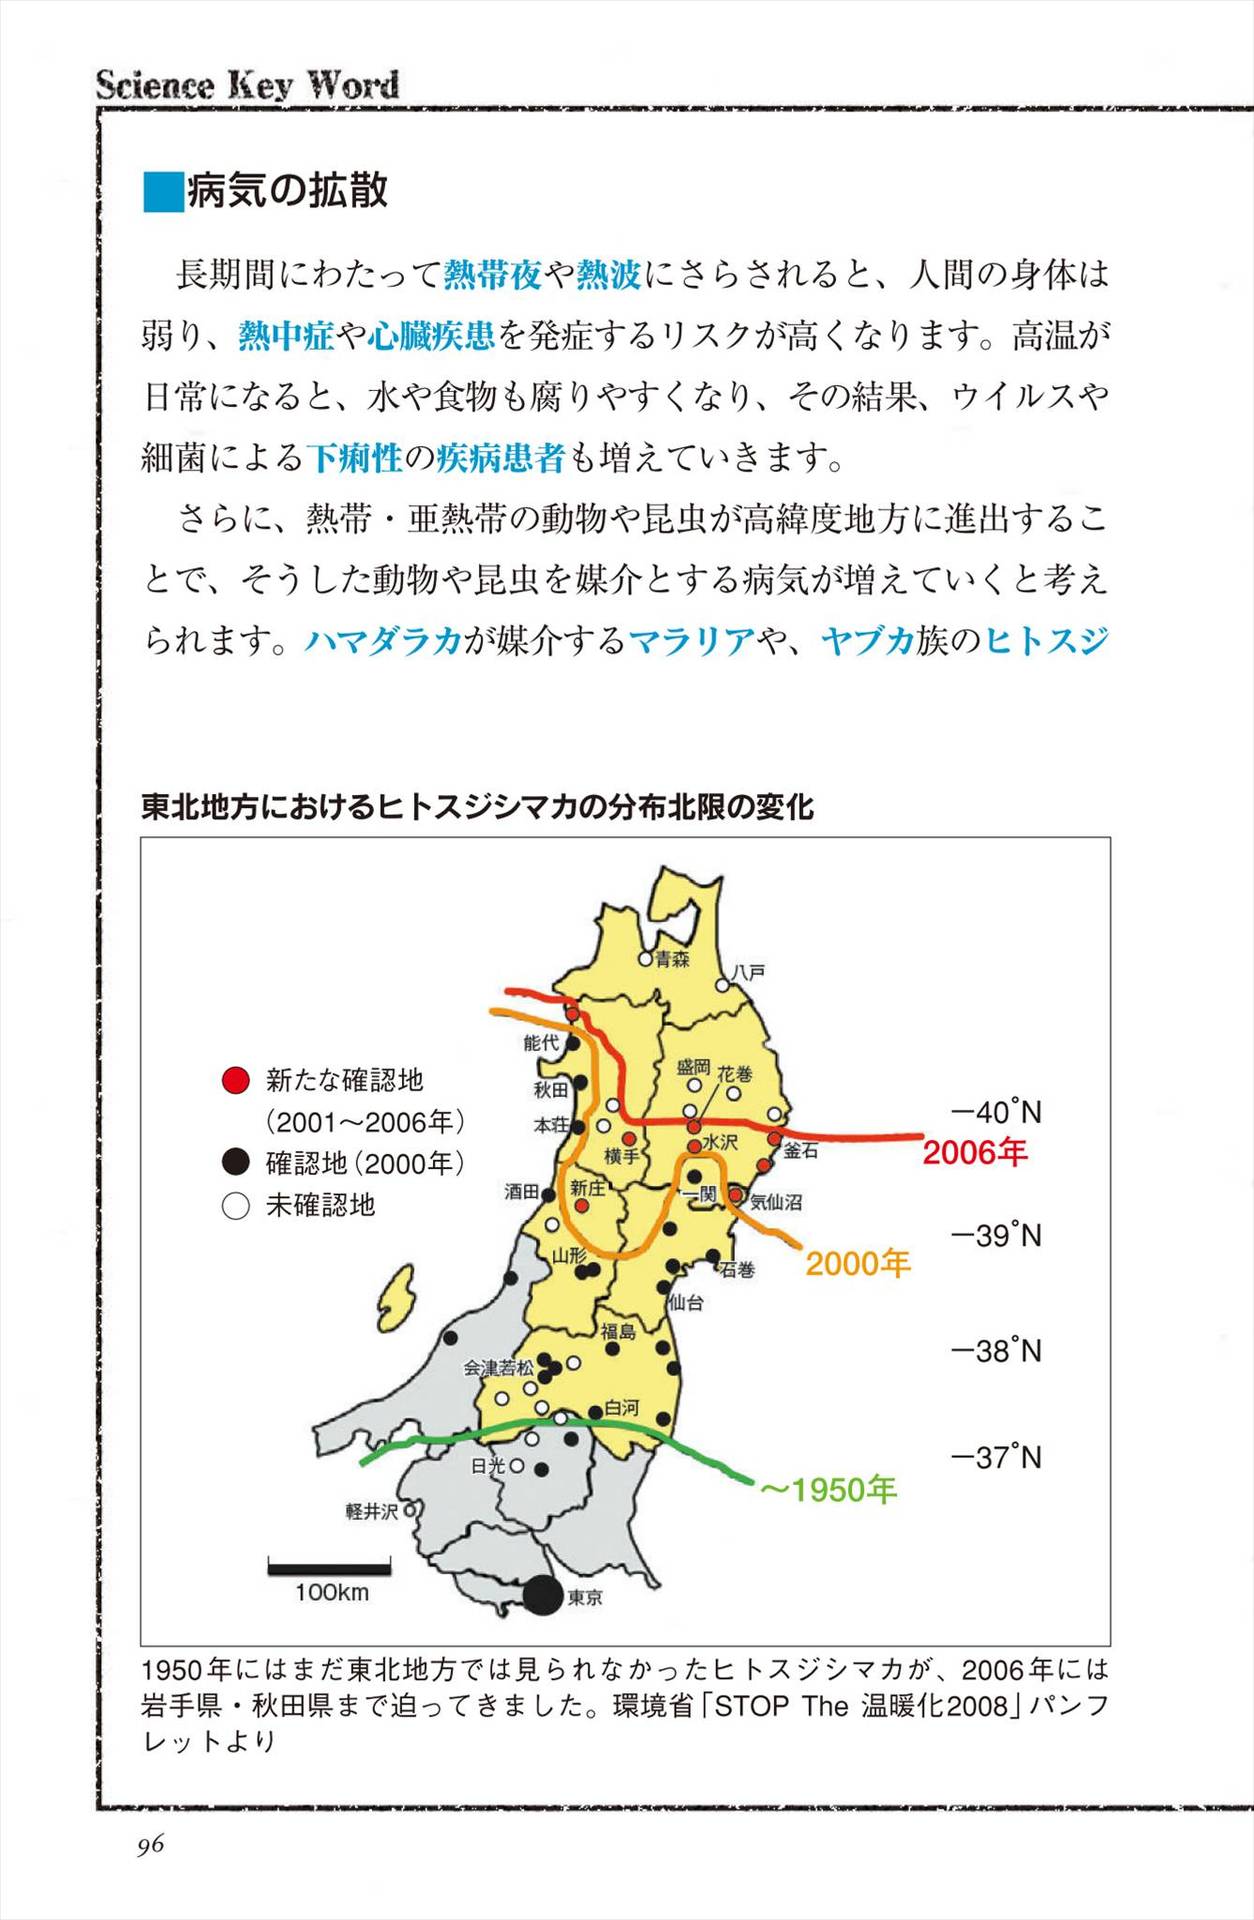 Science Key Word
■病気の拡散
長期間にわたって熱帯夜や熱波にさらされると、人間の身体は
弱り、熱中症や心臓疾患を発症するリスクが高くなります。高温が
日常になると、水や食物も腐りやすくなり、その結果、ウイルスや
細菌による下痢性の疾病患者も増えていきます。
さらに、熱帯・亜熱帯の動物や昆虫が高緯度地方に進出するこ
とで、そうした動物や昆虫を媒介とする病気が増えていくと考え
られます。ハマダラカが媒介するマラリアや、ヤブカ族のヒトスジ
東北地方におけるヒトスジシマカの分布北限の変化
青森
八戸
能代
盛岡
花巻
秋田
新たな確認地
(2001〜2006年)
確認地(2000年)
未確認地
本荘
横手
水沢
釜石
−40°N
2006年
酒田
新庄
一関
気仙沼
−39°N
2000年
山形
石巻
仙台
福島
−38°N
会津若松
白河
−37°N
日光
〜1950年
軽井沢
100km
東京
1950年にはまだ東北地方では見られなかったヒトスジシマカが、2006年には
岩手県・秋田県まで迫ってきました。環境省「STOP The 温暖化2008」パンフ
レットより
96